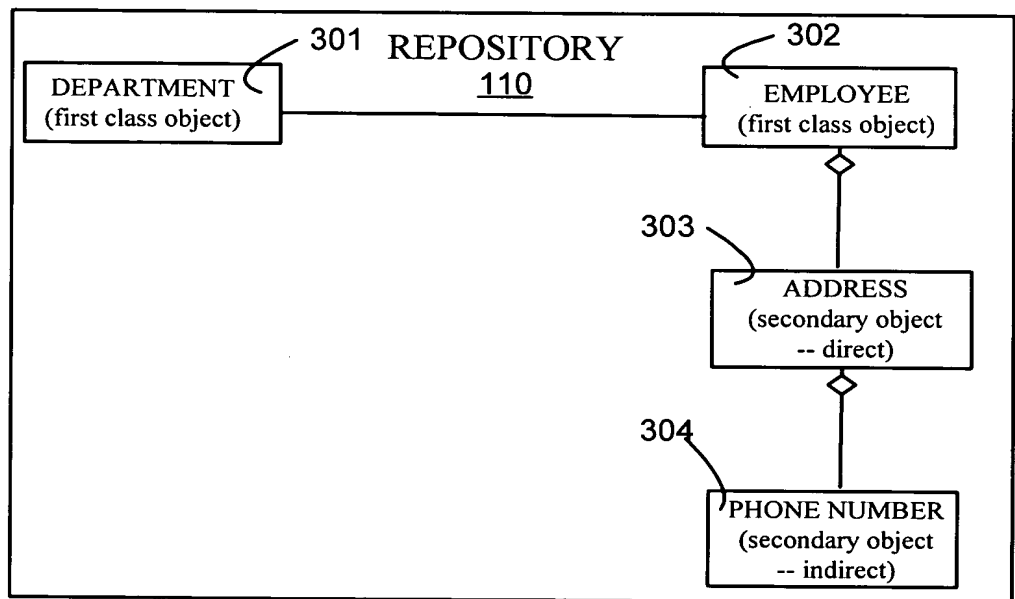 301
REPOSITORY
110
302
DEPARTMENT
(first class object)
EMPLOYEE
(first class object)
303
ADDRESS
(secondary object
-- direct)
304
PHONE NUMBER
(secondary object
-- indirect)